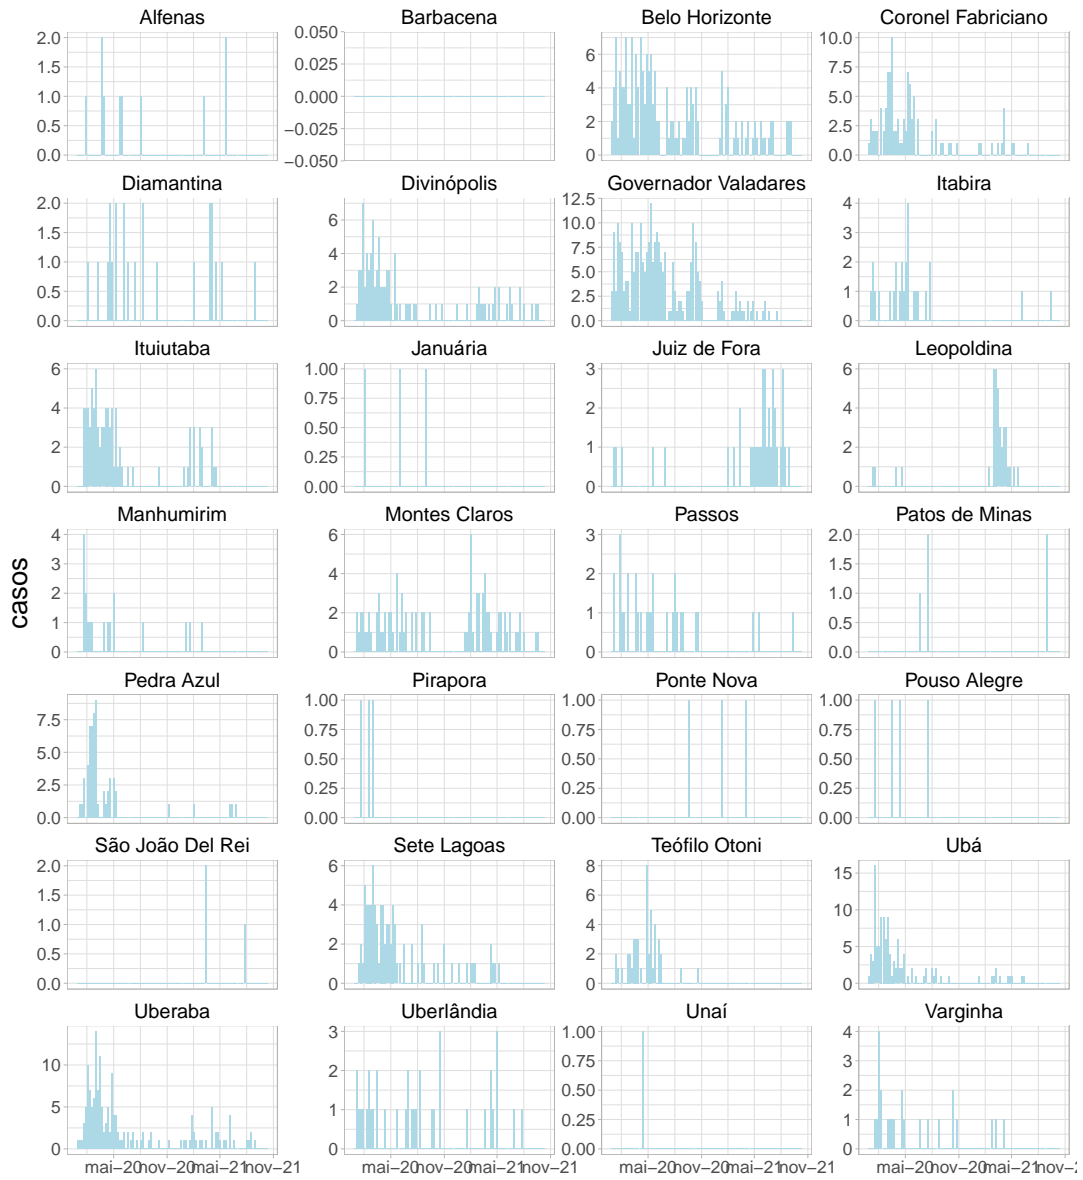 Alfenas Barbacena Belo Horizonte Coronel Fabriciano
2.0 1.5 1.0 0.5 0.0
0.050 0.025 0.000 −0.025 −0.050
6 4 2 0
10.0 7.5 5.0 2.5 0.0
Diamantina Divinópolis Governador Valadares Itabira
2.0 1.5 1.0 0.5 0.0
6 4 2 0
12.5 10.0 7.5 5.0 2.5 0.0
4 3 2 1 0
Ituiutaba Januária Juiz de Fora Leopoldina
6 4 2 0
1.00 0.75 0.50 0.25 0.00
3 2 1 0
6 4 2 0
casos
Manhumirim Montes Claros Passos Patos de Minas
4 3 2 1 0
6 4 2 0
3 2 1 0
2.0 1.5 1.0 0.5 0.0
Pedra Azul Pirapora Ponte Nova Pouso Alegre
7.5 5.0 2.5 0.0
1.00 0.75 0.50 0.25 0.00
1.00 0.75 0.50 0.25 0.00
1.00 0.75 0.50 0.25 0.00
São João Del Rei Sete Lagoas Teófilo Otoni Ubá
2.0 1.5 1.0 0.5 0.0
6 4 2 0
8 6 4 2 0
15 10 5 0
Uberaba Uberlândia Unaí Varginha
10 5 0
3 2 1 0
1.00 0.75 0.50 0.25 0.00
4 3 2 1 0
mai−20 nov−20 mai−21 nov−21
mai−20 nov−20 mai−21 nov−21
mai−20 nov−20 mai−21 nov−21
mai−20 nov−20 mai−21 nov−2